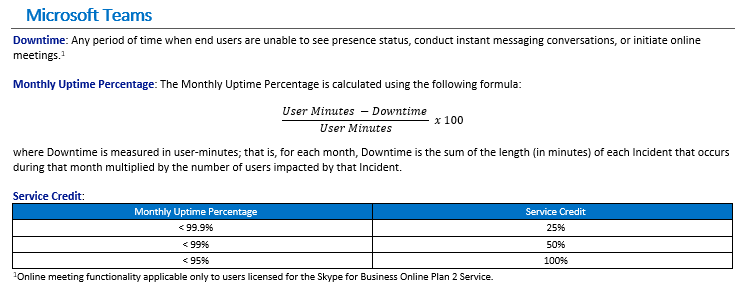 Microsoft Teams
Downtime: Any period of time when end users are unable to see presence status, conduct instant messaging conversations, or initiate online
meetings.¹
Monthly Uptime Percentage: The Monthly Uptime Percentage is calculated using the following formula:
User Minutes − Downtime
x 100
User Minutes
where Downtime is measured in user-minutes; that is, for each month, Downtime is the sum of the length (in minutes) of each Incident that occurs
during that month multiplied by the number of users impacted by that Incident.
Service Credit:
Monthly Uptime Percentage Service Credit
< 99.9% 25%
< 99% 50%
< 95% 100%
¹Online meeting functionality applicable only to users licensed for the Skype for Business Online Plan 2 Service.